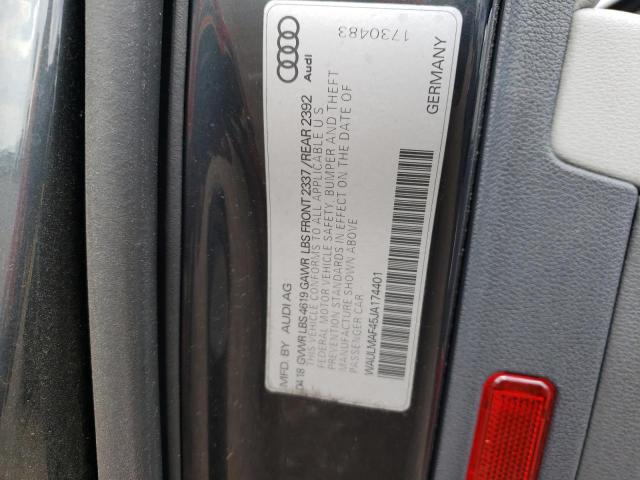 MFD. BY AUDI AG
04.18 GVWR LBS 4619 GAWR LBS FRONT 2337 / REAR 2392
THIS VEHICLE CONFORMS TO ALL APPLICABLE U S
FEDERAL MOTOR VEHICLE SAFETY, BUMPER AND THEFT
PREVENTION STANDARDS IN EFFECT ON THE DATE OF
MANUFACTURE SHOWN ABOVE
PASSENGER CAR
WAULMAF45JA174401
GERMANY
Audi
1730483